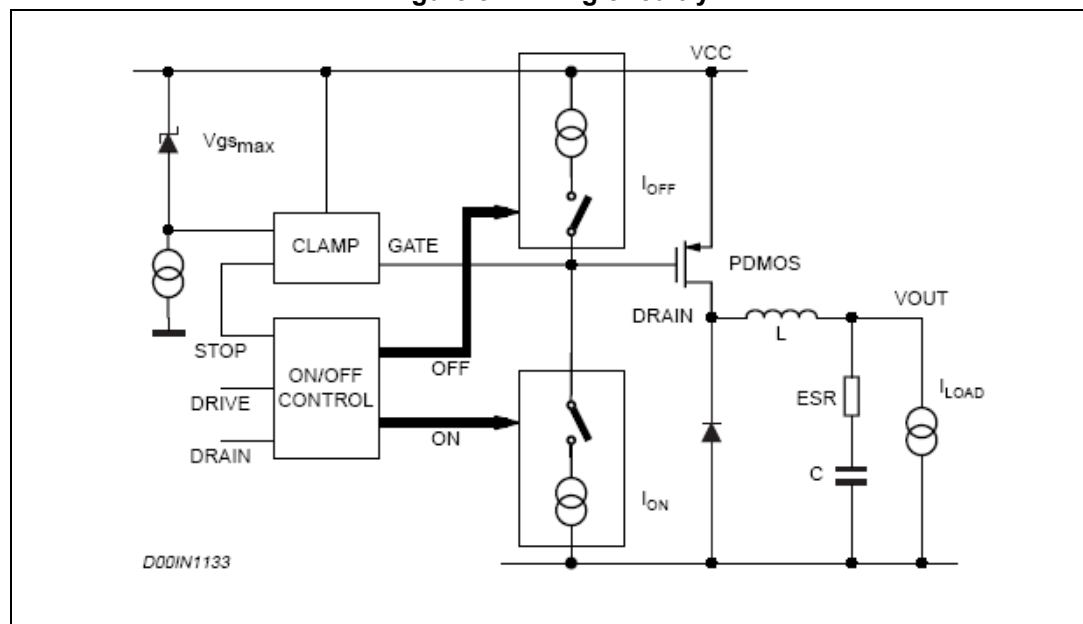 VCC
Vgsmax
IOFF
CLAMP
GATE
PDMOS
DRAIN
VOUT
L
STOP
OFF
ON/OFF
CONTROL
DRIVE
ESR
ILOAD
ON
DRAIN
C
ION
D00IN1133